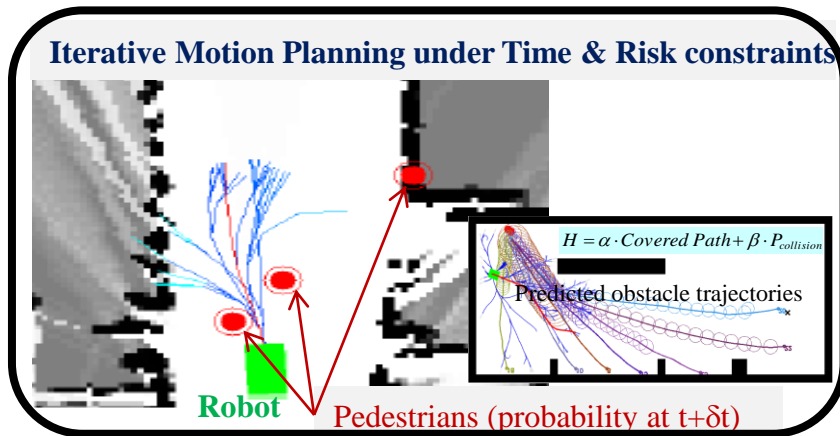 Iterative Motion Planning under Time & Risk constraints
H = α · Covered Path + β · P_collision
Predicted obstacle trajectories
Robot
Pedestrians (probability at t+δt)